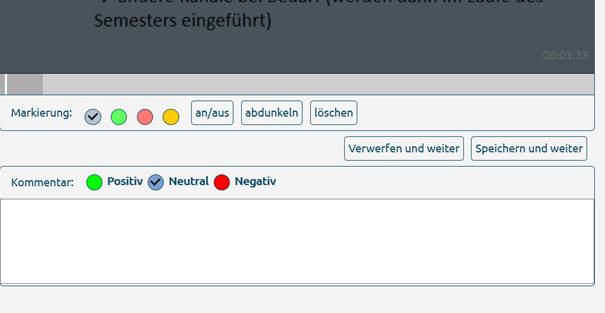 andere Kanäle bei Bedarf (werden dann im Laufe des
Semesters eingeführt)
00:01:33
Markierung:
an/aus
abdunkeln
löschen
Verwerfen und weiter
Speichern und weiter
Kommentar:
Positiv
Neutral
Negativ